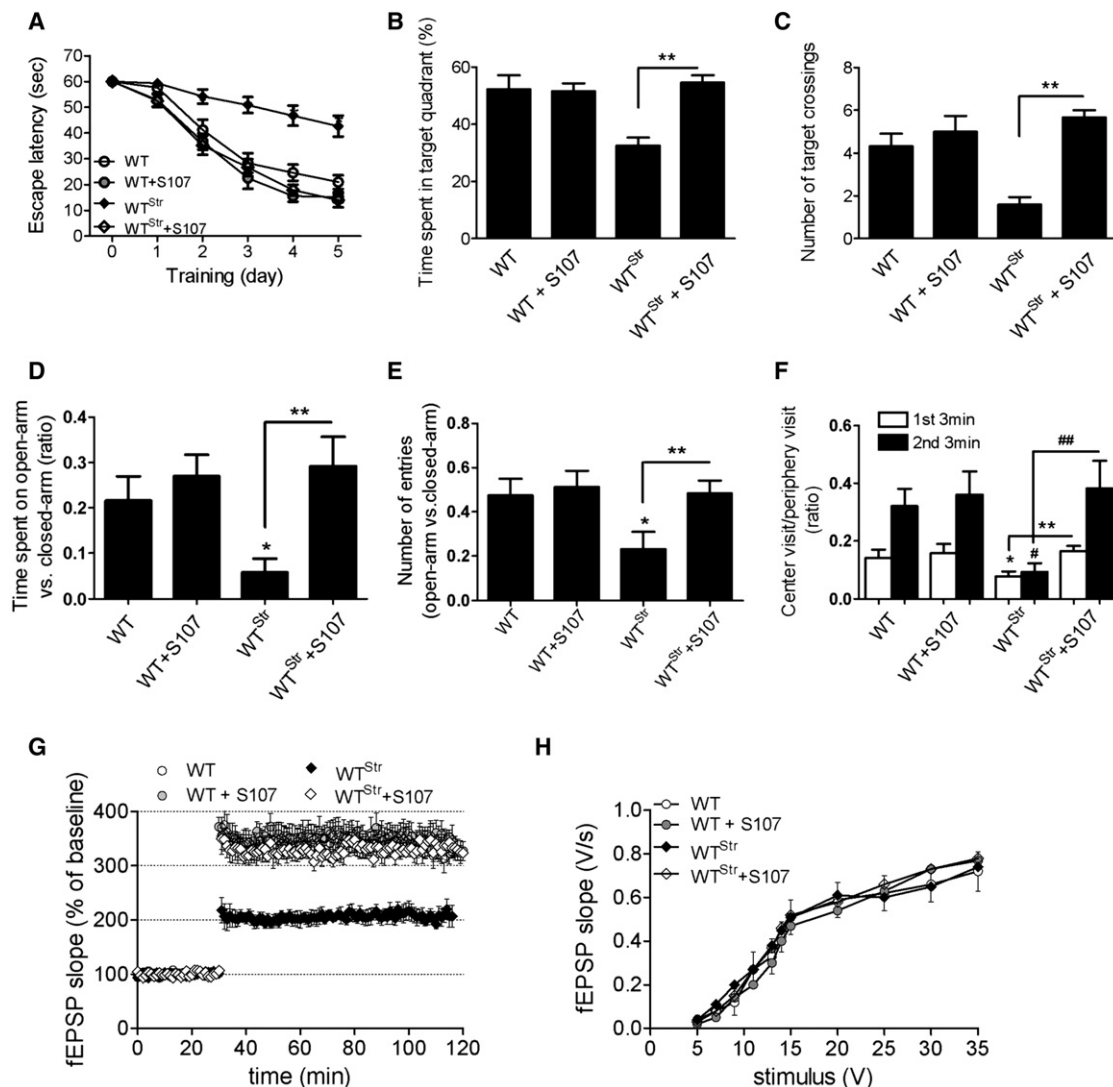 A
Escape latency (sec)
70
60
50
40
30
20
10
0
WT
WT+S107
WTStr
WTStr+S107
0 1 2 3 4 5
Training (day)
B
Time spent in target quadrant (%)
60
40
20
0
**
WT
WT + S107
WTStr
WTStr + S107
C
Number of target crossings
8
6
4
2
0
**
WT
WT + S107
WTStr
WTStr + S107
D
Time spent on open-arm
vs. closed-arm (ratio)
0.4
0.3
0.2
0.1
0.0
**
*
WT
WT+S107
WTStr
WTStr+S107
E
Number of entries
(open-arm vs.closed-arm)
0.8
0.6
0.4
0.2
0.0
**
*
WT
WT+S107
WTStr
WTStr+S107
F
Center visit/periphery visit
(ratio)
0.6
0.4
0.2
0.0
1st 3min
2nd 3min
##
**
* #
WT
WT+S107
WTStr
WTStr+S107
G
WT
WT + S107
WTStr
WTStr+S107
fEPSP slope (% of baseline)
400
300
200
100
0
0 20 40 60 80 100 120
time (min)
H
fEPSP slope (V/s)
1.0
0.8
0.6
0.4
0.2
0.0
WT
WT + S107
WTStr
WTStr+S107
0 5 10 15 20 25 30 35
stimulus (V)